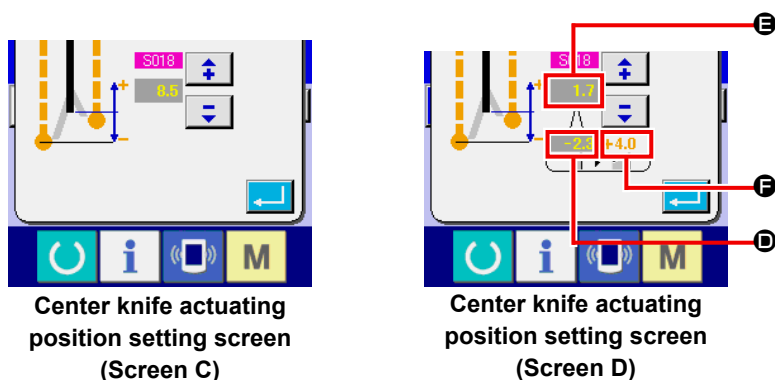 S018
+
8.5
−
i
M
Center knife actuating
position setting screen
(Screen C)
E
S018
+
1.7
−2.3 +4.0
−
F
D
i
M
Center knife actuating
position setting screen
(Screen D)